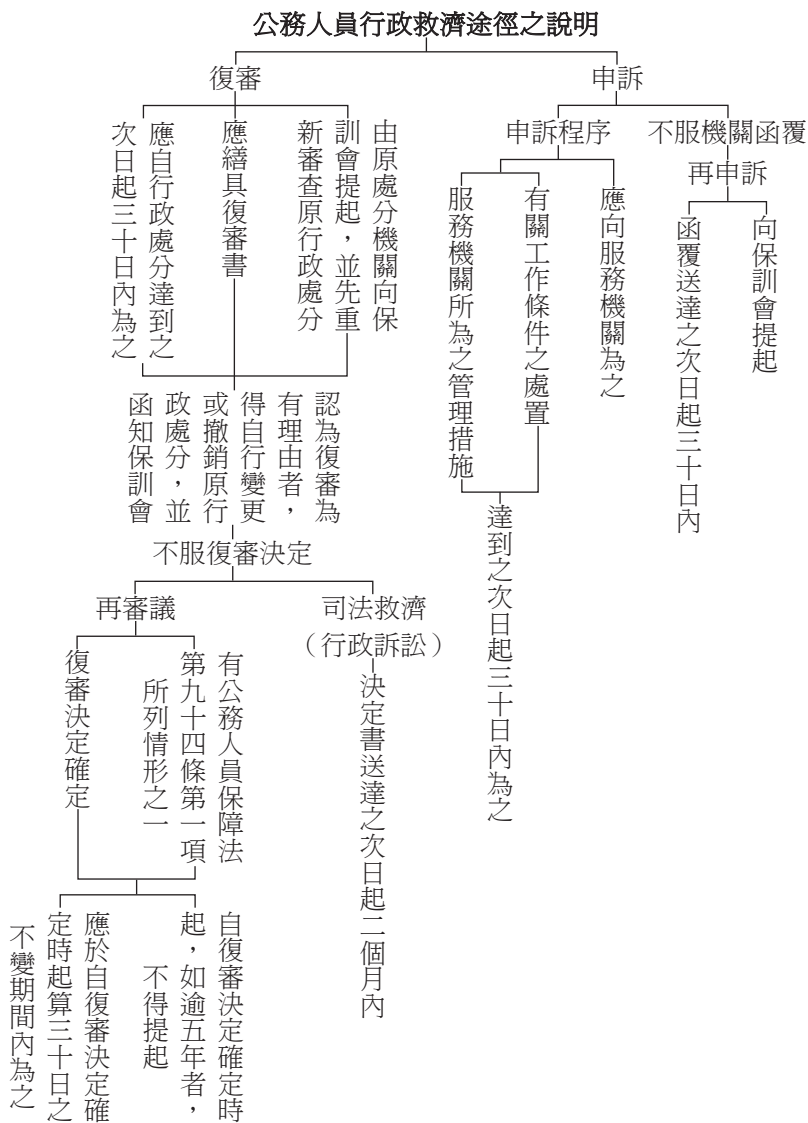 公務人員行政救濟途徑之說明
復審
申訴
由原處分機關向保
訓會提起，並先重
新審查原行政處分
應繕具復審書
應自行政處分達到之
次日起三十日內為之
申訴程序
不服機關函覆
再申訴
應向服務機關為之
有關工作條件之處置
服務機關所為之管理措施
向保訓會提起
函覆送達之次日起三十日內
認為復審為
有理由者，
得自行變更
或撤銷原行
政處分，並
函知保訓會
達到之次日起三十日內為之
不服復審決定
再審議
司法救濟
（行政訴訟）
有公務人員保障法
第九十四條第一項
所列情形之一
復審決定確定
決定書送達之次日起二個月內
自復審決定確定時
起，如逾五年者，
不得提起
應於自復審決定確
定時起算三十日之
不變期間內為之